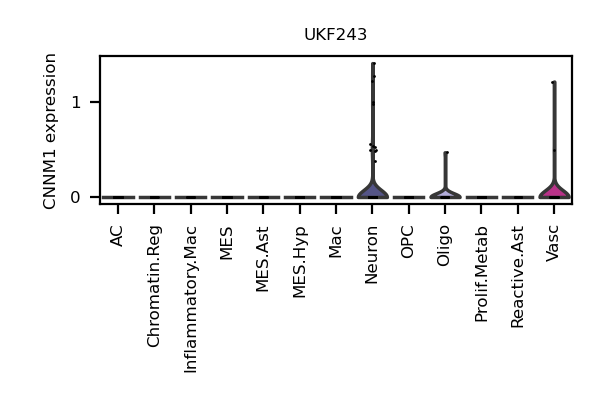 UKF243
CNNM1 expression
1
0
AC
Chromatin.Reg
Inflammatory.Mac
MES
MES.Ast
MES.Hyp
Mac
Neuron
OPC
Oligo
Prolif.Metab
Reactive.Ast
Vasc